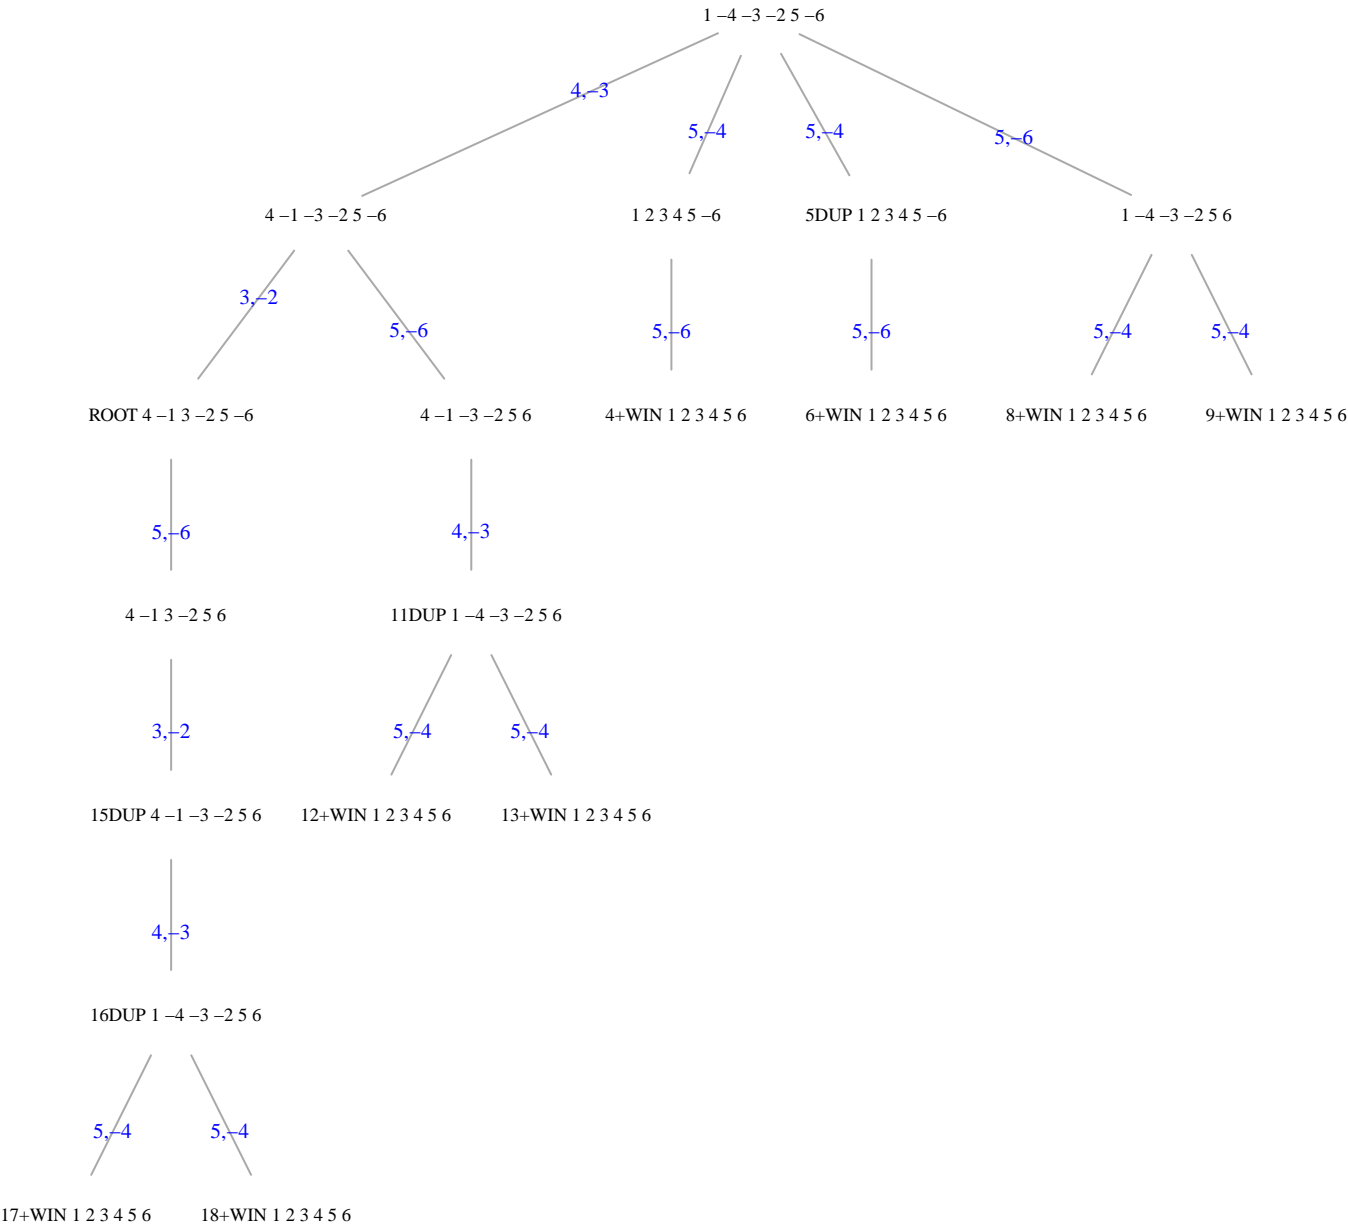 1 –4 –3 –2 5 –6
4,–3
5,–4
5,–4
5,–6
4 –1 –3 –2 5 –6
1 2 3 4 5 –6
5DUP 1 2 3 4 5 –6
1 –4 –3 –2 5 6
3,–2
5,–6
5,–6
5,–6
5,–4
5,–4
ROOT 4 –1 3 –2 5 –6
4 –1 –3 –2 5 6
4+WIN 1 2 3 4 5 6
6+WIN 1 2 3 4 5 6
8+WIN 1 2 3 4 5 6
9+WIN 1 2 3 4 5 6
5,–6
4,–3
4 –1 3 –2 5 6
11DUP 1 –4 –3 –2 5 6
3,–2
5,–4
5,–4
15DUP 4 –1 –3 –2 5 6
12+WIN 1 2 3 4 5 6
13+WIN 1 2 3 4 5 6
4,–3
16DUP 1 –4 –3 –2 5 6
5,–4
5,–4
17+WIN 1 2 3 4 5 6
18+WIN 1 2 3 4 5 6